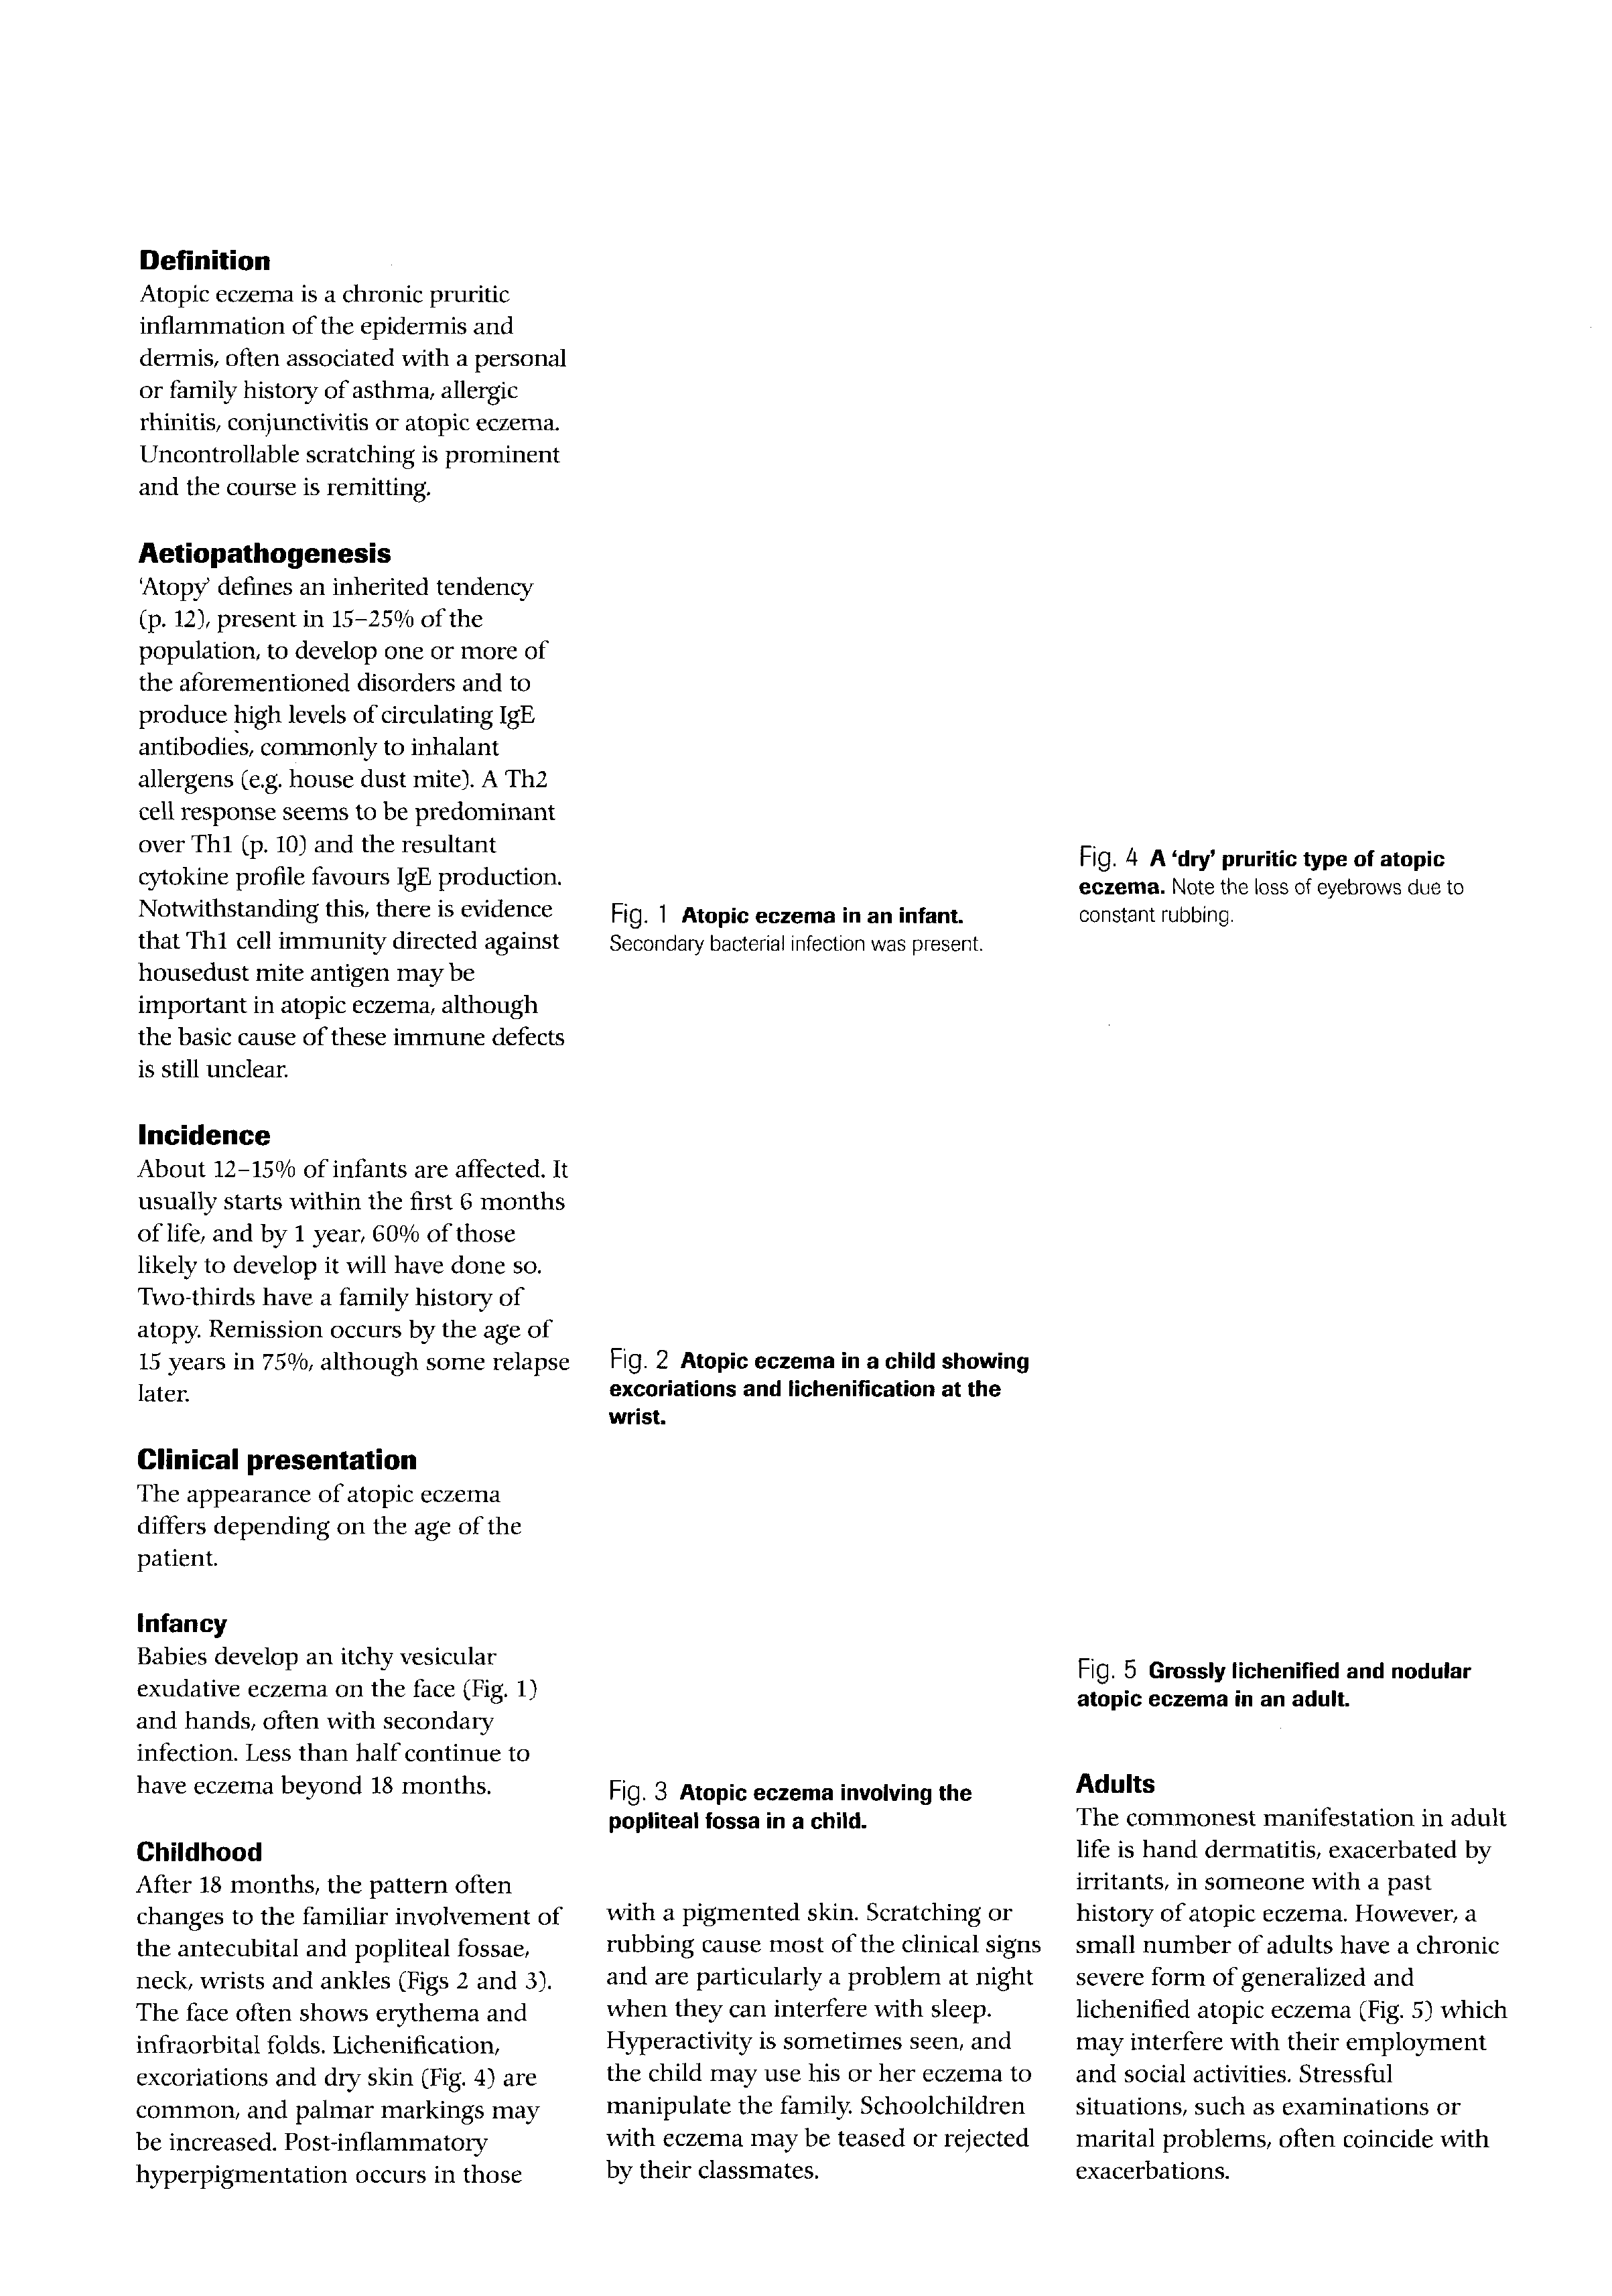 Definition
Atopic eczema is a chronic pruritic
inflammation of the epidermis and
dermis, often associated with a personal
or family history of asthma, allergic
rhinitis, conjunctivitis or atopic eczema.
Uncontrollable scratching is prominent
and the course is remitting.
Aetiopathogenesis
‘Atopy’ defines an inherited tendency
(p. 12), present in 15–25% of the
population, to develop one or more of
the aforementioned disorders and to
produce high levels of circulating IgE
antibodies, commonly to inhalant
allergens (e.g. house dust mite). A Th2
cell response seems to be predominant
over Th1 (p. 10) and the resultant
cytokine profile favours IgE production.
Notwithstanding this, there is evidence
that Th1 cell immunity directed against
housedust mite antigen may be
important in atopic eczema, although
the basic cause of these immune defects
is still unclear.
Incidence
About 12–15% of infants are affected. It
usually starts within the first 6 months
of life, and by 1 year, 60% of those
likely to develop it will have done so.
Two-thirds have a family history of
atopy. Remission occurs by the age of
15 years in 75%, although some relapse
later.
Clinical presentation
The appearance of atopic eczema
differs depending on the age of the
patient.
Infancy
Babies develop an itchy vesicular
exudative eczema on the face (Fig. 1)
and hands, often with secondary
infection. Less than half continue to
have eczema beyond 18 months.
Childhood
After 18 months, the pattern often
changes to the familiar involvement of
the antecubital and popliteal fossae,
neck, wrists and ankles (Figs 2 and 3).
The face often shows erythema and
infraorbital folds. Lichenification,
excoriations and dry skin (Fig. 4) are
common, and palmar markings may
be increased. Post-inflammatory
hyperpigmentation occurs in those
Fig. 1 Atopic eczema in an infant.
Secondary bacterial infection was present.
Fig. 2 Atopic eczema in a child showing
excoriations and lichenification at the
wrist.
Fig. 3 Atopic eczema involving the
popliteal fossa in a child.
with a pigmented skin. Scratching or
rubbing cause most of the clinical signs
and are particularly a problem at night
when they can interfere with sleep.
Hyperactivity is sometimes seen, and
the child may use his or her eczema to
manipulate the family. Schoolchildren
with eczema may be teased or rejected
by their classmates.
Fig. 4 A ‘dry’ pruritic type of atopic
eczema. Note the loss of eyebrows due to
constant rubbing.
Fig. 5 Grossly lichenified and nodular
atopic eczema in an adult.
Adults
The commonest manifestation in adult
life is hand dermatitis, exacerbated by
irritants, in someone with a past
history of atopic eczema. However, a
small number of adults have a chronic
severe form of generalized and
lichenified atopic eczema (Fig. 5) which
may interfere with their employment
and social activities. Stressful
situations, such as examinations or
marital problems, often coincide with
exacerbations.